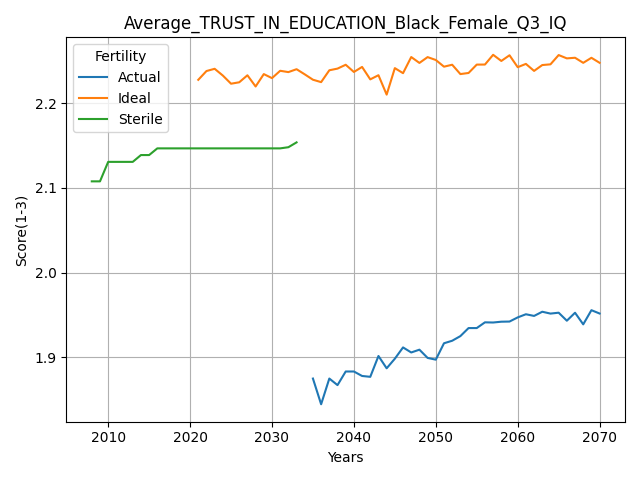 Average_TRUST_IN_EDUCATION_Black_Female_Q3_IQ
Fertility
Actual
Ideal
Sterile
Score(1-3)
2.2
2.1
2.0
1.9
2010 2020 2030 2040 2050 2060 2070
Years